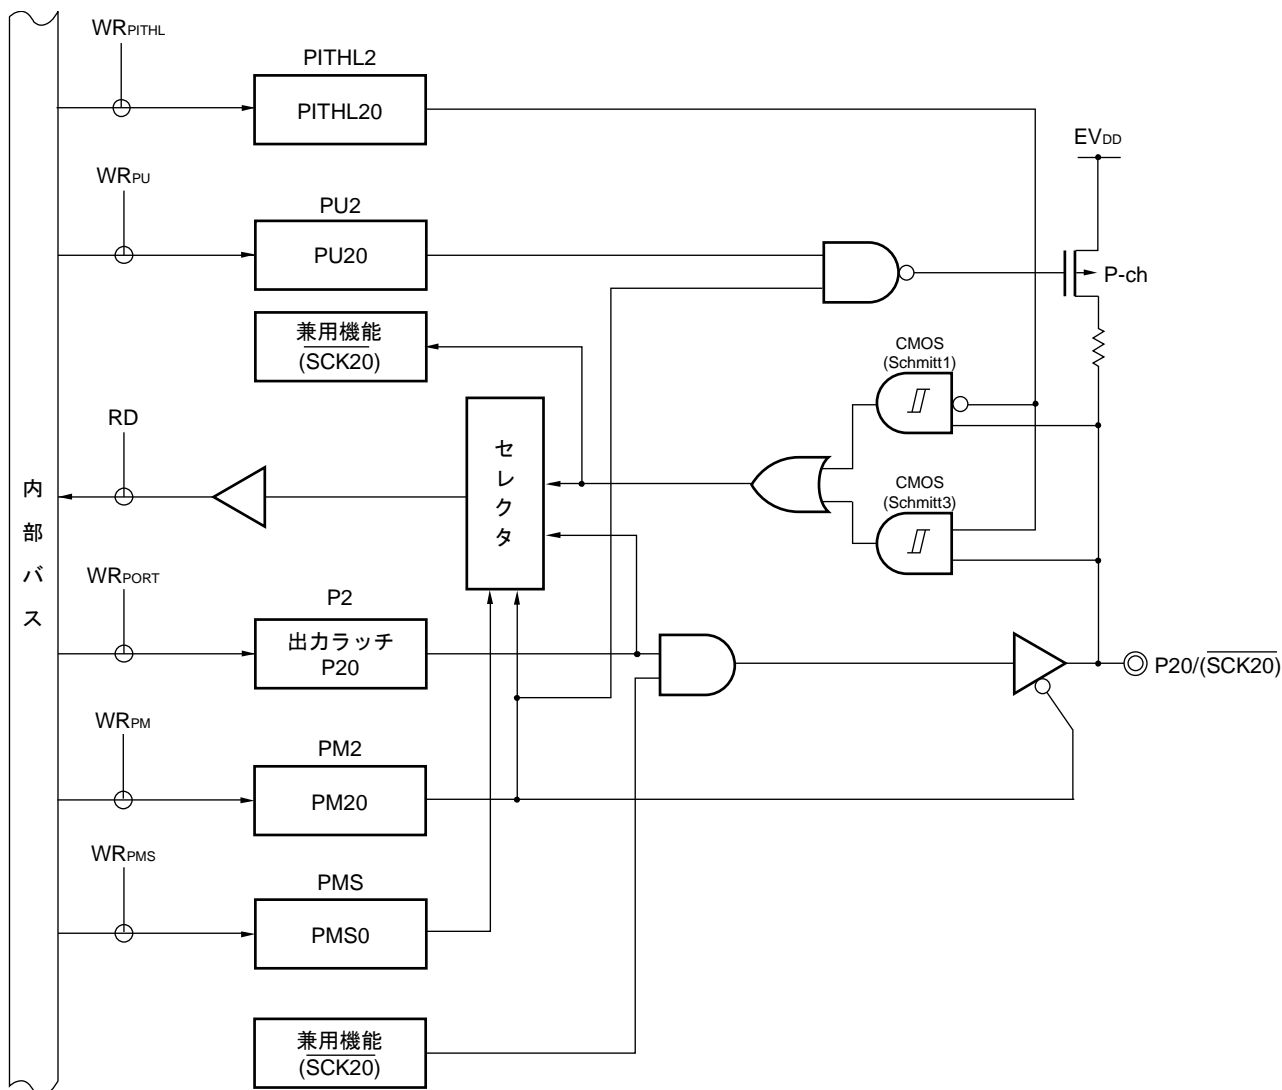 WRPITHL
PITHL2
PITHL20
EVDD
WRPU
PU2
PU20
P-ch
兼用機能
(SCK20)
CMOS
(Schmitt1)
RD
セレクタ
CMOS
(Schmitt3)
内部バス
WRPORT
P2
出力ラッチ
P20
P20/(SCK20)
WRPM
PM2
PM20
WRPMS
PMS
PMS0
兼用機能
(SCK20)